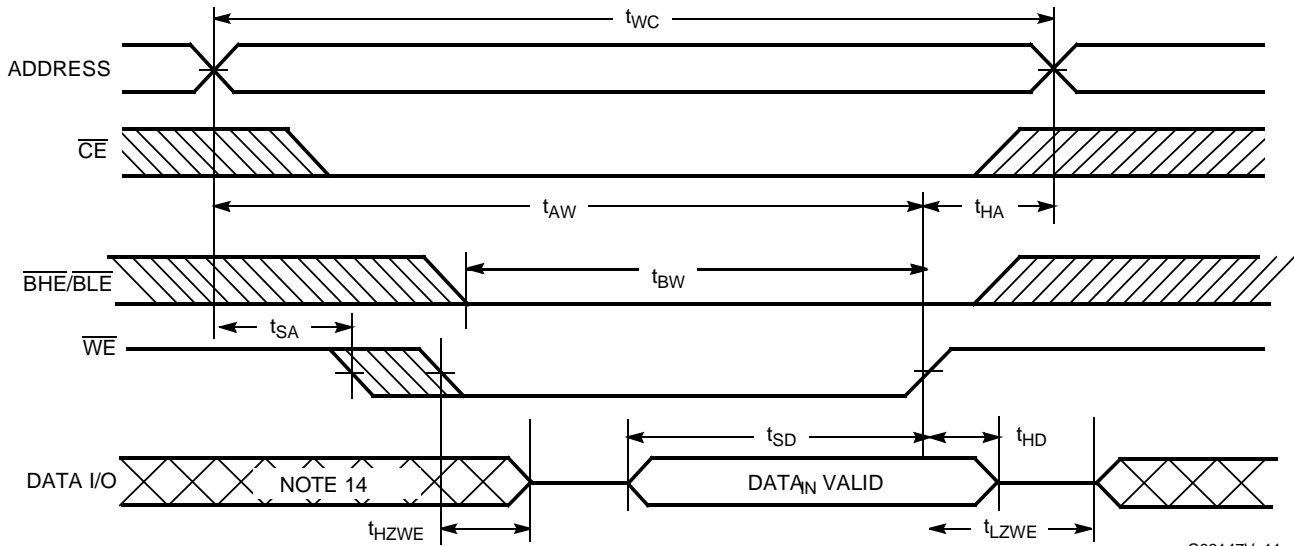 tWC
ADDRESS
CE
tAW
tHA
BHE/BLE
tBW
tSA
WE
tSD
tHD
DATA I/O
NOTE 14
DATAIN VALID
tHZWE
tLZWE